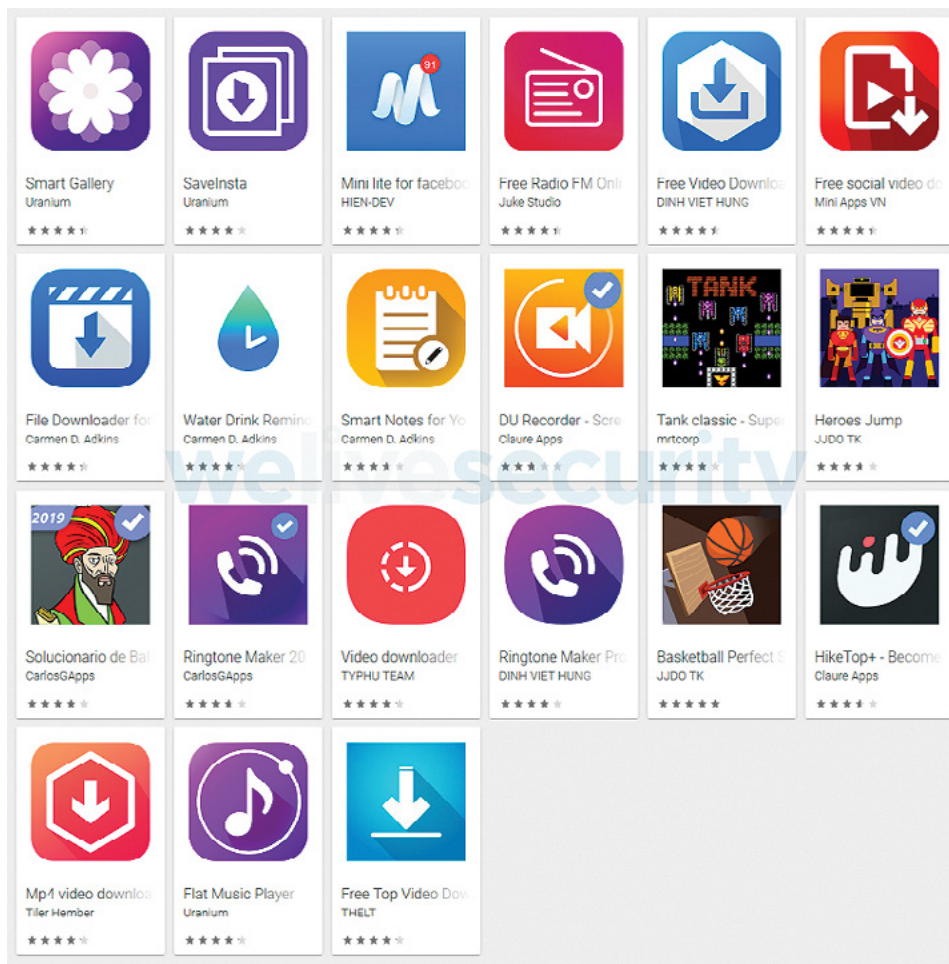 91
Smart Gallery
Uranium
SaveInsta
Uranium
Mini lite for faceboo
HIEN-DEV
Free Radio FM Onli
Juke Studio
Free Video Downloa
DINH VIET HUNG
Free social video do
Mini Apps VN
TANK
File Downloader for
Carmen D. Adkins
Water Drink Remind
Carmen D. Adkins
Smart Notes for Yo
Carmen D. Adkins
DU Recorder - Scre
Claure Apps
Tank classic - Supe
mrtcorp
Heroes Jump
JJDO TK
welivesecurity
2019
Solucionario de Bal
CarlosGApps
Ringtone Maker 20
CarlosGApps
Video downloader
TYPHU TEAM
Ringtone Maker Pro
DINH VIET HUNG
Basketball Perfect S
JJDO TK
HikeTop+ - Become
Claure Apps
Mp4 video downloa
Tiler Hember
Flat Music Player
Uranium
Free Top Video Dow
THELT